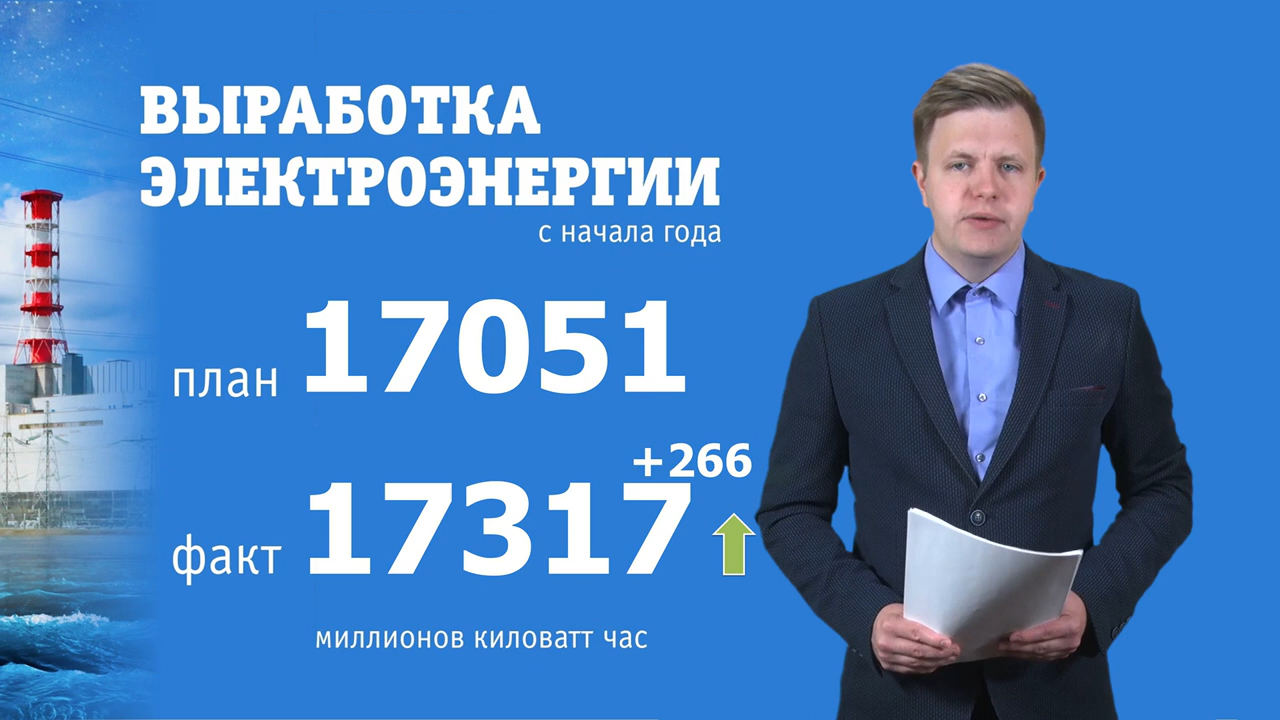 ВЫРАБОТКА
ЭЛЕКТРОЭНЕРГИИ
с начала года
план 17051
+266
факт 17317
миллионов киловатт час